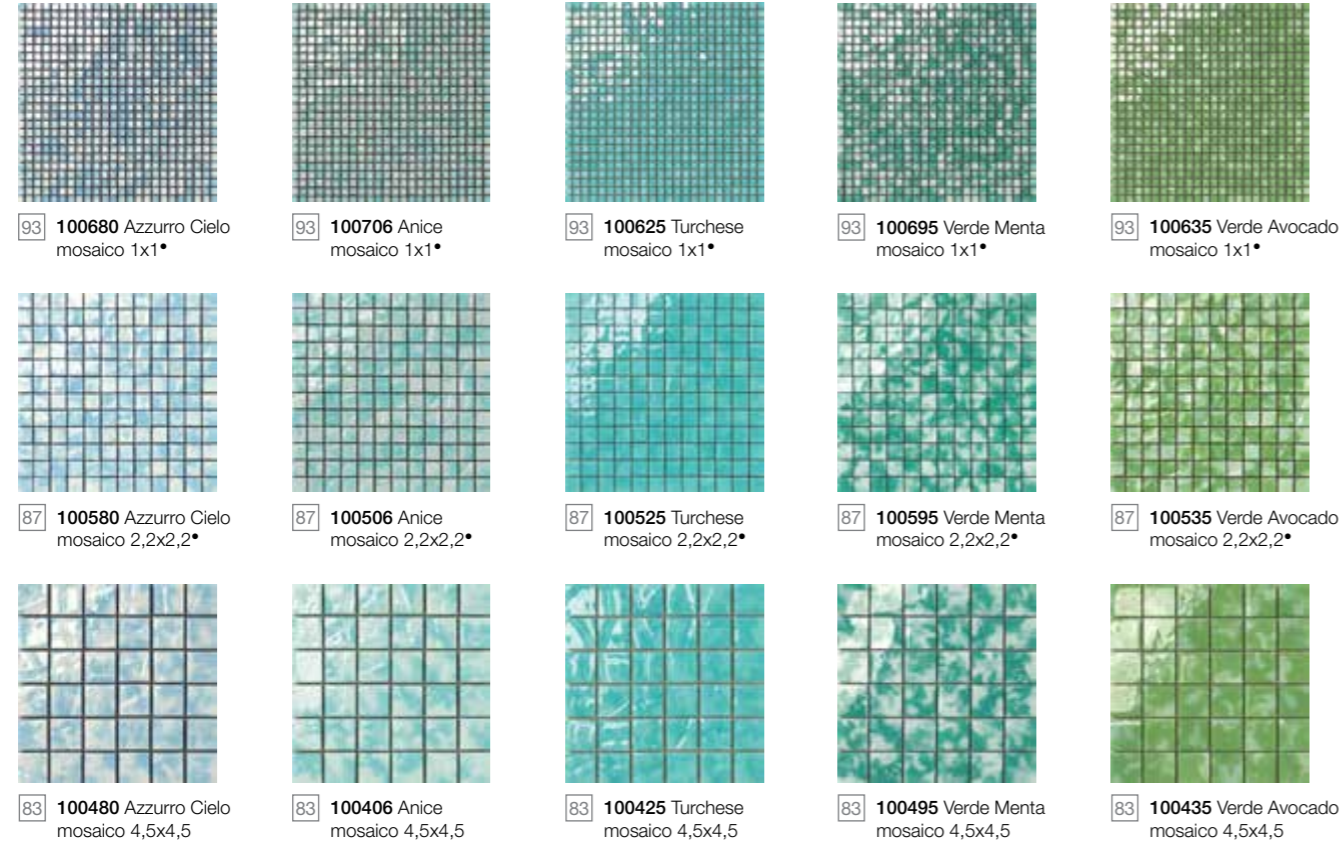 93 100680 Azzurro Cielo
mosaico 1x1•
93 100706 Anice
mosaico 1x1•
93 100625 Turchese
mosaico 1x1•
93 100695 Verde Menta
mosaico 1x1•
93 100635 Verde Avocado
mosaico 1x1•
87 100580 Azzurro Cielo
mosaico 2,2x2,2•
87 100506 Anice
mosaico 2,2x2,2•
87 100525 Turchese
mosaico 2,2x2,2•
87 100595 Verde Menta
mosaico 2,2x2,2•
87 100535 Verde Avocado
mosaico 2,2x2,2•
83 100480 Azzurro Cielo
mosaico 4,5x4,5
83 100406 Anice
mosaico 4,5x4,5
83 100425 Turchese
mosaico 4,5x4,5
83 100495 Verde Menta
mosaico 4,5x4,5
83 100435 Verde Avocado
mosaico 4,5x4,5